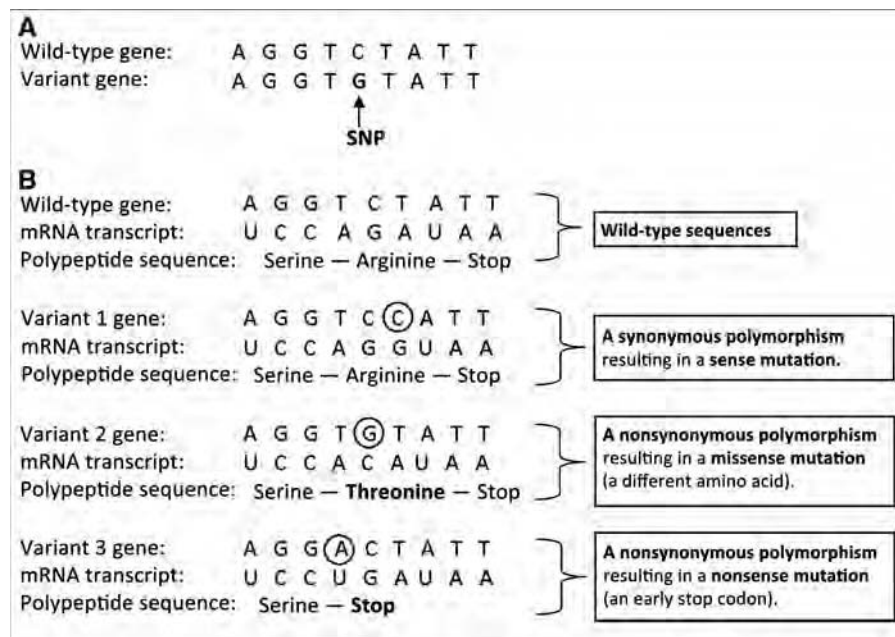 A
Wild-type gene: A G G T C T A T T
Variant gene: A G G T G T A T T
SNP
B
Wild-type gene: A G G T C T A T T
mRNA transcript: U C C A G A U A A
Polypeptide sequence: Serine — Arginine — Stop
Wild-type sequences
Variant 1 gene: A G G T C C A T T
mRNA transcript: U C C A G G U A A
Polypeptide sequence: Serine — Arginine — Stop
A synonymous polymorphism
resulting in a sense mutation.
Variant 2 gene: A G G T G T A T T
mRNA transcript: U C C A C A U A A
Polypeptide sequence: Serine — Threonine — Stop
A nonsynonymous polymorphism
resulting in a missense mutation
(a different amino acid).
Variant 3 gene: A G G A C T A T T
mRNA transcript: U C C U G A U A A
Polypeptide sequence: Serine — Stop
A nonsynonymous polymorphism
resulting in a nonsense mutation
(an early stop codon).